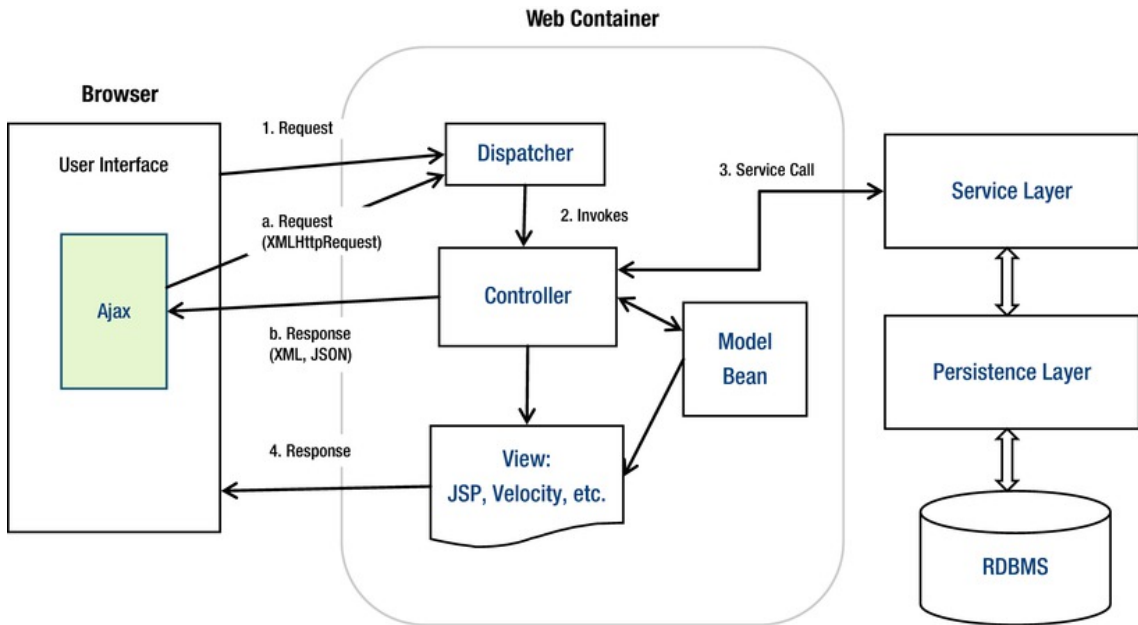 Web Container
Browser
1. Request
User Interface
Dispatcher
3. Service Call
Service Layer
a. Request
(XMLHttpRequest)
2. Invokes
Ajax
Controller
b. Response
(XML, JSON)
Model
Bean
Persistence Layer
4. Response
View:
JSP, Velocity, etc.
RDBMS